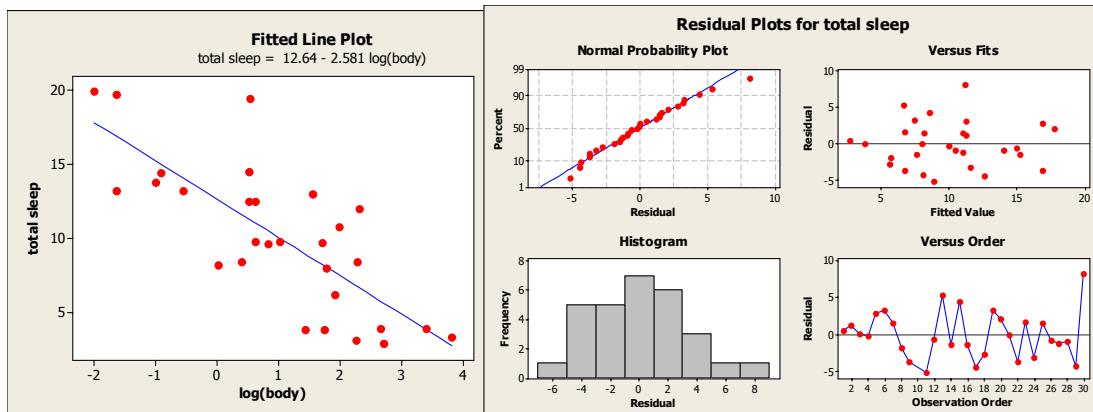 Fitted Line Plot
total sleep = 12.64 - 2.581 log(body)
total sleep
20
15
10
5
-2 -1 0 1 2 3 4
log(body)
Residual Plots for total sleep
Normal Probability Plot
Percent
99
90
50
10
1
-5 0 5 10
Residual
Versus Fits
Residual
10
5
0
-5
5 10 15 20
Fitted Value
Histogram
Frequency
8
6
4
2
0
-6 -4 -2 0 2 4 6 8
Residual
Versus Order
Residual
10
5
0
-5
2 4 6 8 10 12 14 16 18 20 22 24 26 28 30
Observation Order